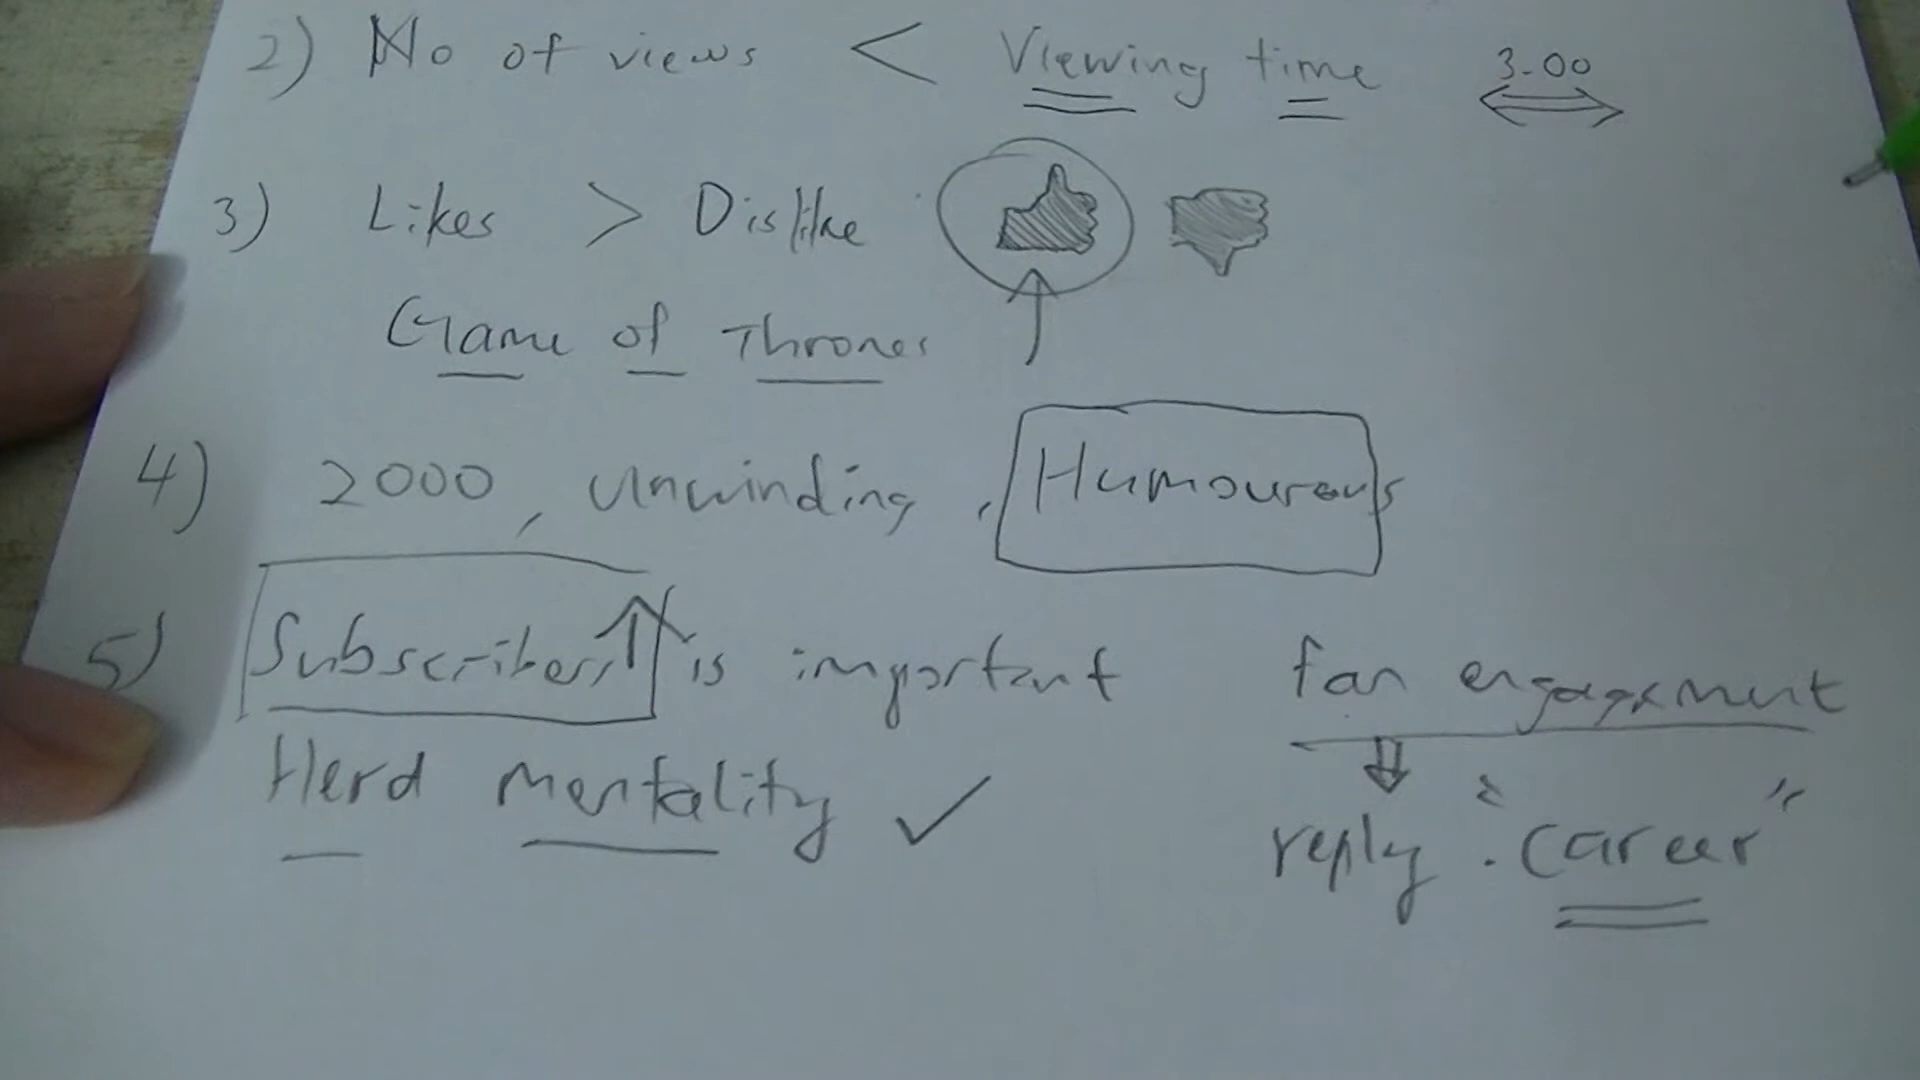 2) No of views < Viewing time 3-00
3) Likes > Dislike
Game of Thrones
4) 2000, unwinding, Humourous
5) Subscribers is important fan engagement
Herd mentality ✓ reply "career"